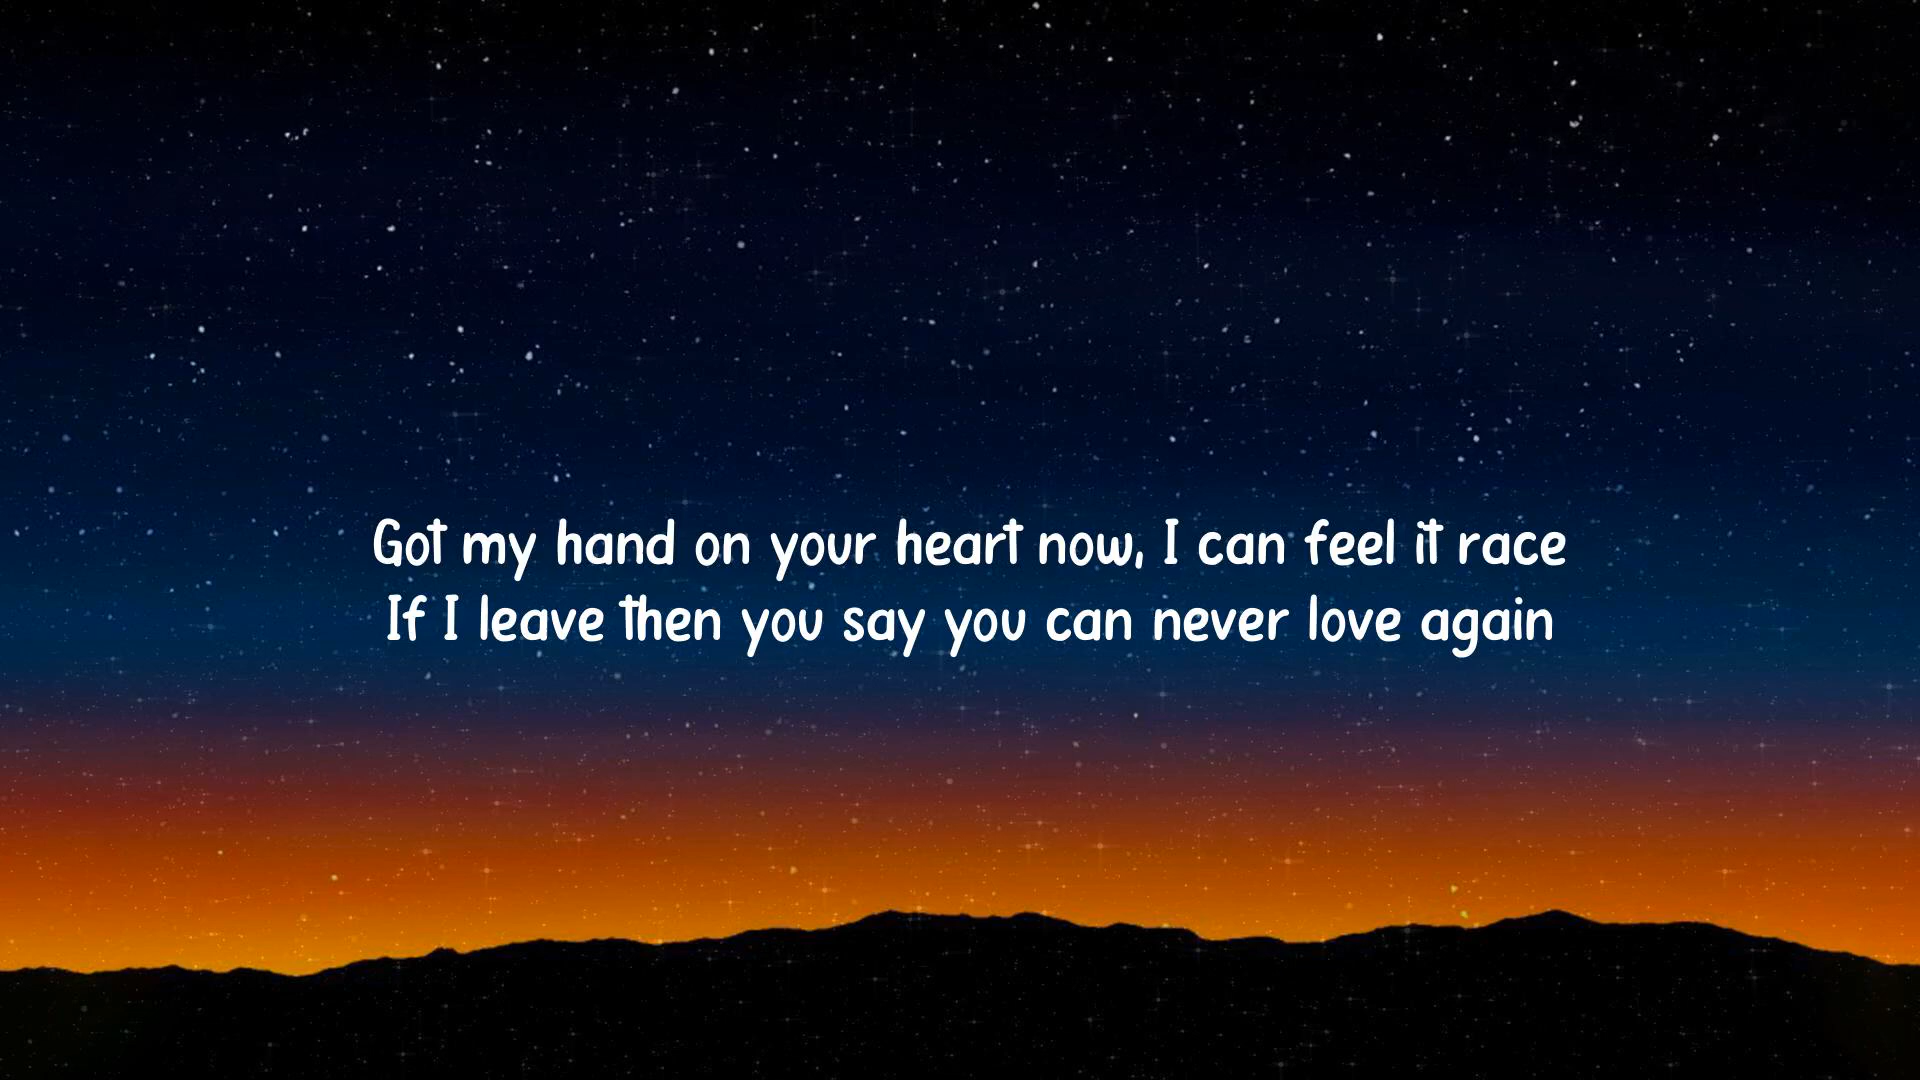 Got my hand on your heart now, I can feel it race
If I leave then you say you can never love again